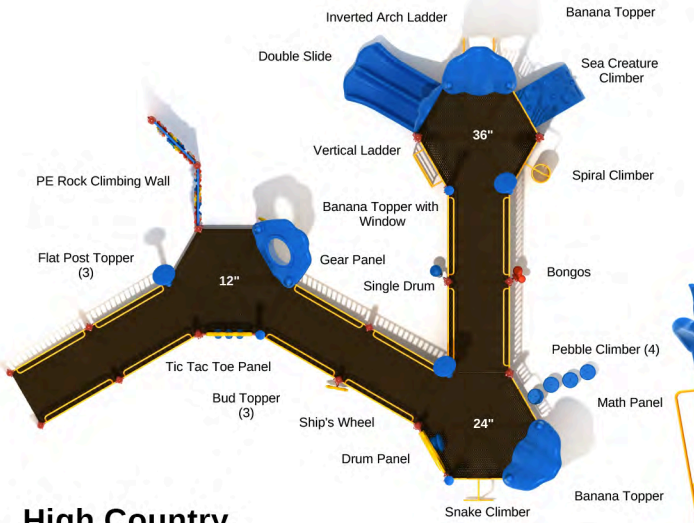 Inverted Arch Ladder
Banana Topper
Double Slide
Sea Creature
Climber
36"
Vertical Ladder
PE Rock Climbing Wall
Spiral Climber
Banana Topper with
Window
Flat Post Topper
(3)
Gear Panel
12"
Single Drum
Bongos
Pebble Climber (4)
Tic Tac Toe Panel
Bud Topper
(3)
Math Panel
Ship's Wheel
24"
Drum Panel
Banana Topper
Snake Climber
High Country